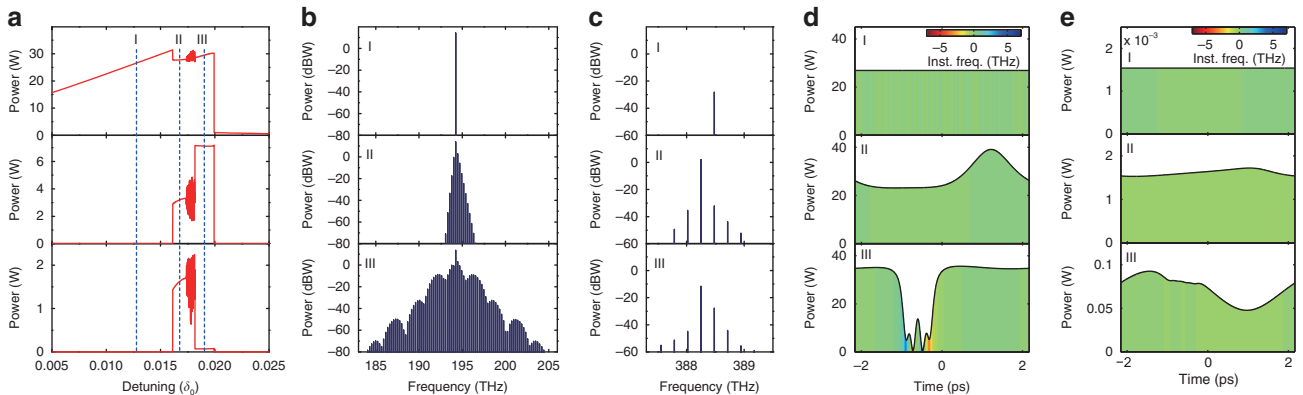 a
I II III
Power (W)
30
20
10
0
Power (W)
6
4
2
0
Power (W)
2
1
0
0.005 0.010 0.015 0.020 0.025
Detuning (δ₀)
b
I
Power (dBW)
0
−20
−40
−60
−80
II
Power (dBW)
0
−20
−40
−60
−80
III
Power (dBW)
0
−20
−40
−60
−80
185 190 195 200 205
Frequency (THz)
c
I
Power (dBW)
0
−20
−40
−60
II
Power (dBW)
0
−20
−40
−60
III
Power (dBW)
0
−20
−40
−60
388 389
Frequency (THz)
d
I
−5 0 5
Inst. freq. (THz)
Power (W)
40
20
0
II
Power (W)
40
20
0
III
Power (W)
40
20
0
−2 0 2
Time (ps)
e
x 10⁻³
I
−5 0 5
Inst. freq. (THz)
Power (W)
2
1
0
II
Power (W)
2
1
0
III
Power (W)
0.1
0.05
0
−2 0 2
Time (ps)